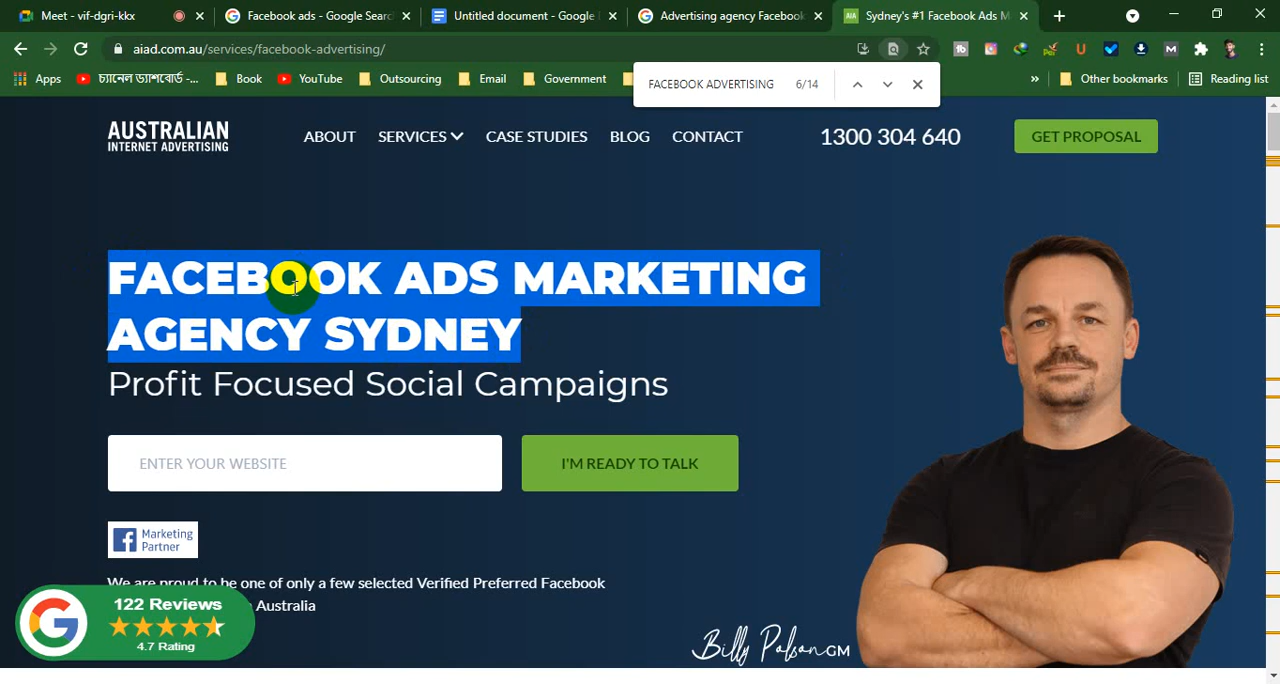 Meet - vif-dgri-kkx
Facebook ads - Google Searc
Untitled document - Google
Advertising agency Facebook
Sydney's #1 Facebook Ads M
aiad.com.au/services/facebook-advertising/
Apps
চ্যানেল ড্যাশবোর্ড -...
Book
YouTube
Outsourcing
Email
Government
Other bookmarks
Reading list
FACEBOOK ADVERTISING 6/14
AUSTRALIAN
INTERNET ADVERTISING
ABOUT
SERVICES
CASE STUDIES
BLOG
CONTACT
1300 304 640
GET PROPOSAL
FACEBOOK ADS MARKETING
AGENCY SYDNEY
Profit Focused Social Campaigns
ENTER YOUR WEBSITE
I'M READY TO TALK
Marketing
Partner
We are proud to be one of only a few selected Verified Preferred Facebook
Australia
122 Reviews
4.7 Rating
Billy Polson GM